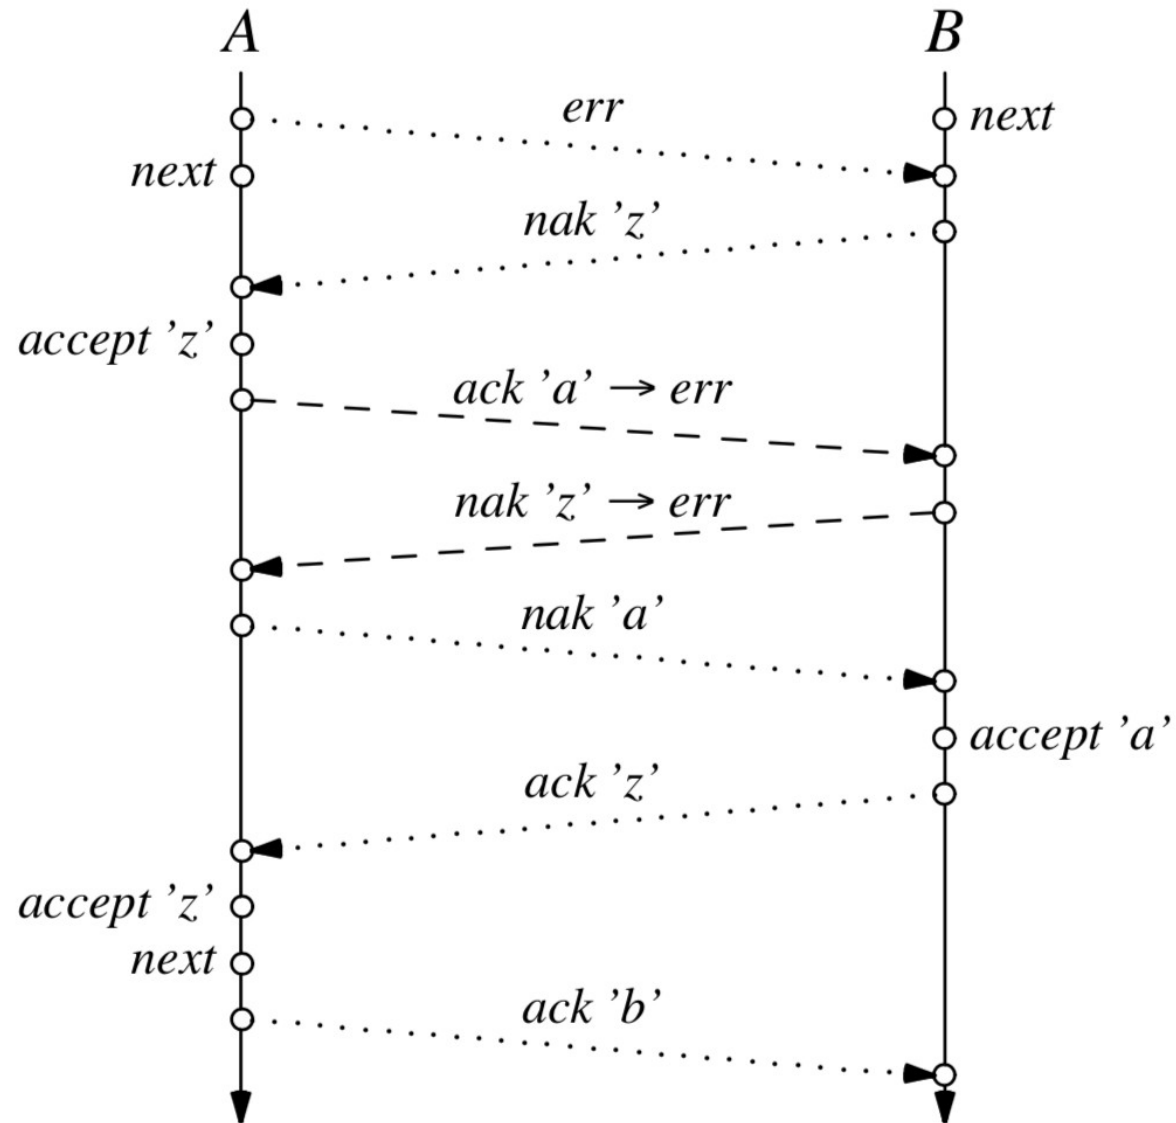 A B
err
next
next
nak ’z’
accept ’z’
ack ’a’ → err
nak ’z’ → err
nak ’a’
accept ’a’
ack ’z’
accept ’z’
next
ack ’b’